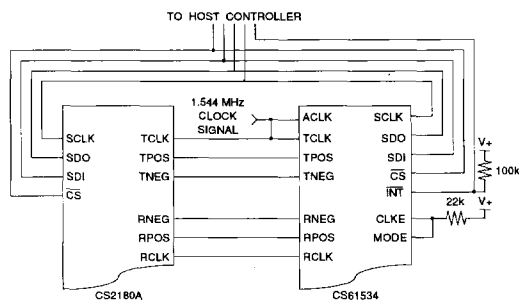 TO HOST CONTROLLER
1.544 MHz
CLOCK
SIGNAL
SCLK
SDO
SDI
CS
TCLK
TPOS
TNEG
RNEG
RPOS
RCLK
CS2180A
ACLK
TCLK
TPOS
TNEG
RNEG
RPOS
RCLK
SCLK
SDO
SDI
CS
INT
CLKE
MODE
CS61534
V+
100k
22k
V+